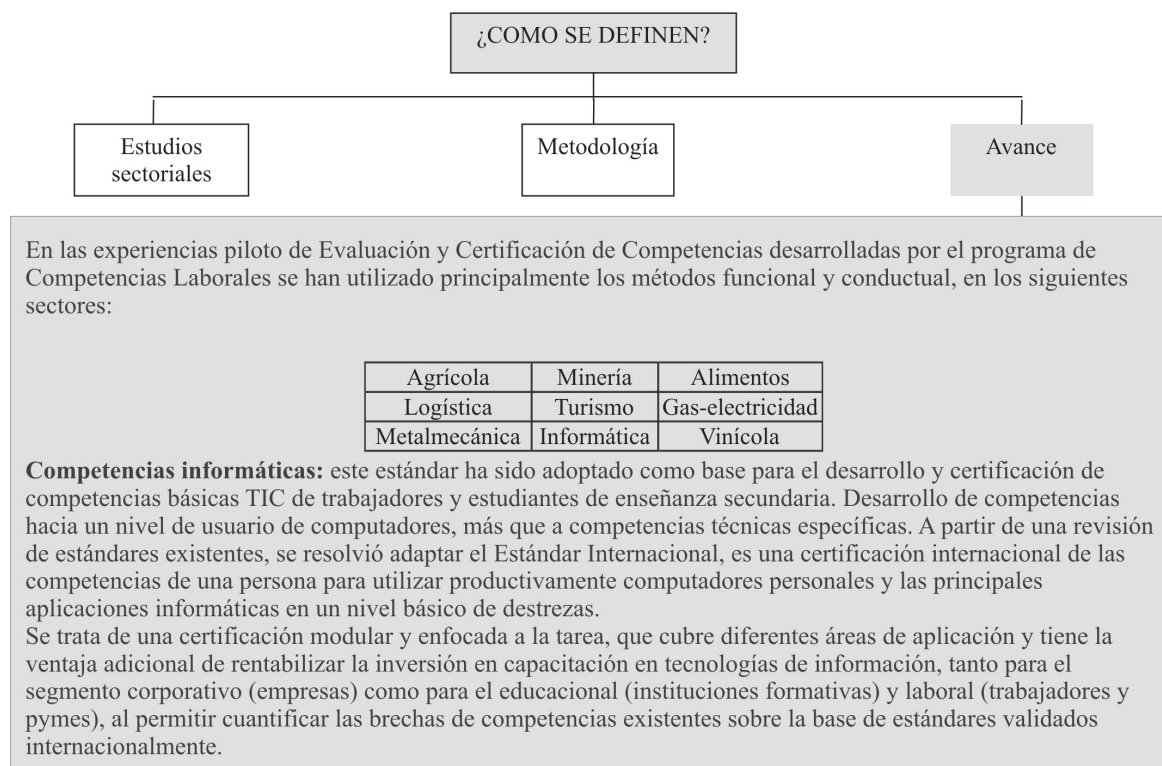 ¿COMO SE DEFINEN?
Estudios
sectoriales
Metodología
Avance
En las experiencias piloto de Evaluación y Certificación de Competencias desarrolladas por el programa de
Competencias Laborales se han utilizado principalmente los métodos funcional y conductual, en los siguientes
sectores:
Agrícola Minería Alimentos
Logística Turismo Gas-electricidad
Metalmecánica Informática Vinícola
Competencias informáticas: este estándar ha sido adoptado como base para el desarrollo y certificación de
competencias básicas TIC de trabajadores y estudiantes de enseñanza secundaria. Desarrollo de competencias
hacia un nivel de usuario de computadores, más que a competencias técnicas específicas. A partir de una revisión
de estándares existentes, se resolvió adaptar el Estándar Internacional, es una certificación internacional de las
competencias de una persona para utilizar productivamente computadores personales y las principales
aplicaciones informáticas en un nivel básico de destrezas.
Se trata de una certificación modular y enfocada a la tarea, que cubre diferentes áreas de aplicación y tiene la
ventaja adicional de rentabilizar la inversión en capacitación en tecnologías de información, tanto para el
segmento corporativo (empresas) como para el educacional (instituciones formativas) y laboral (trabajadores y
pymes), al permitir cuantificar las brechas de competencias existentes sobre la base de estándares validados
internacionalmente.